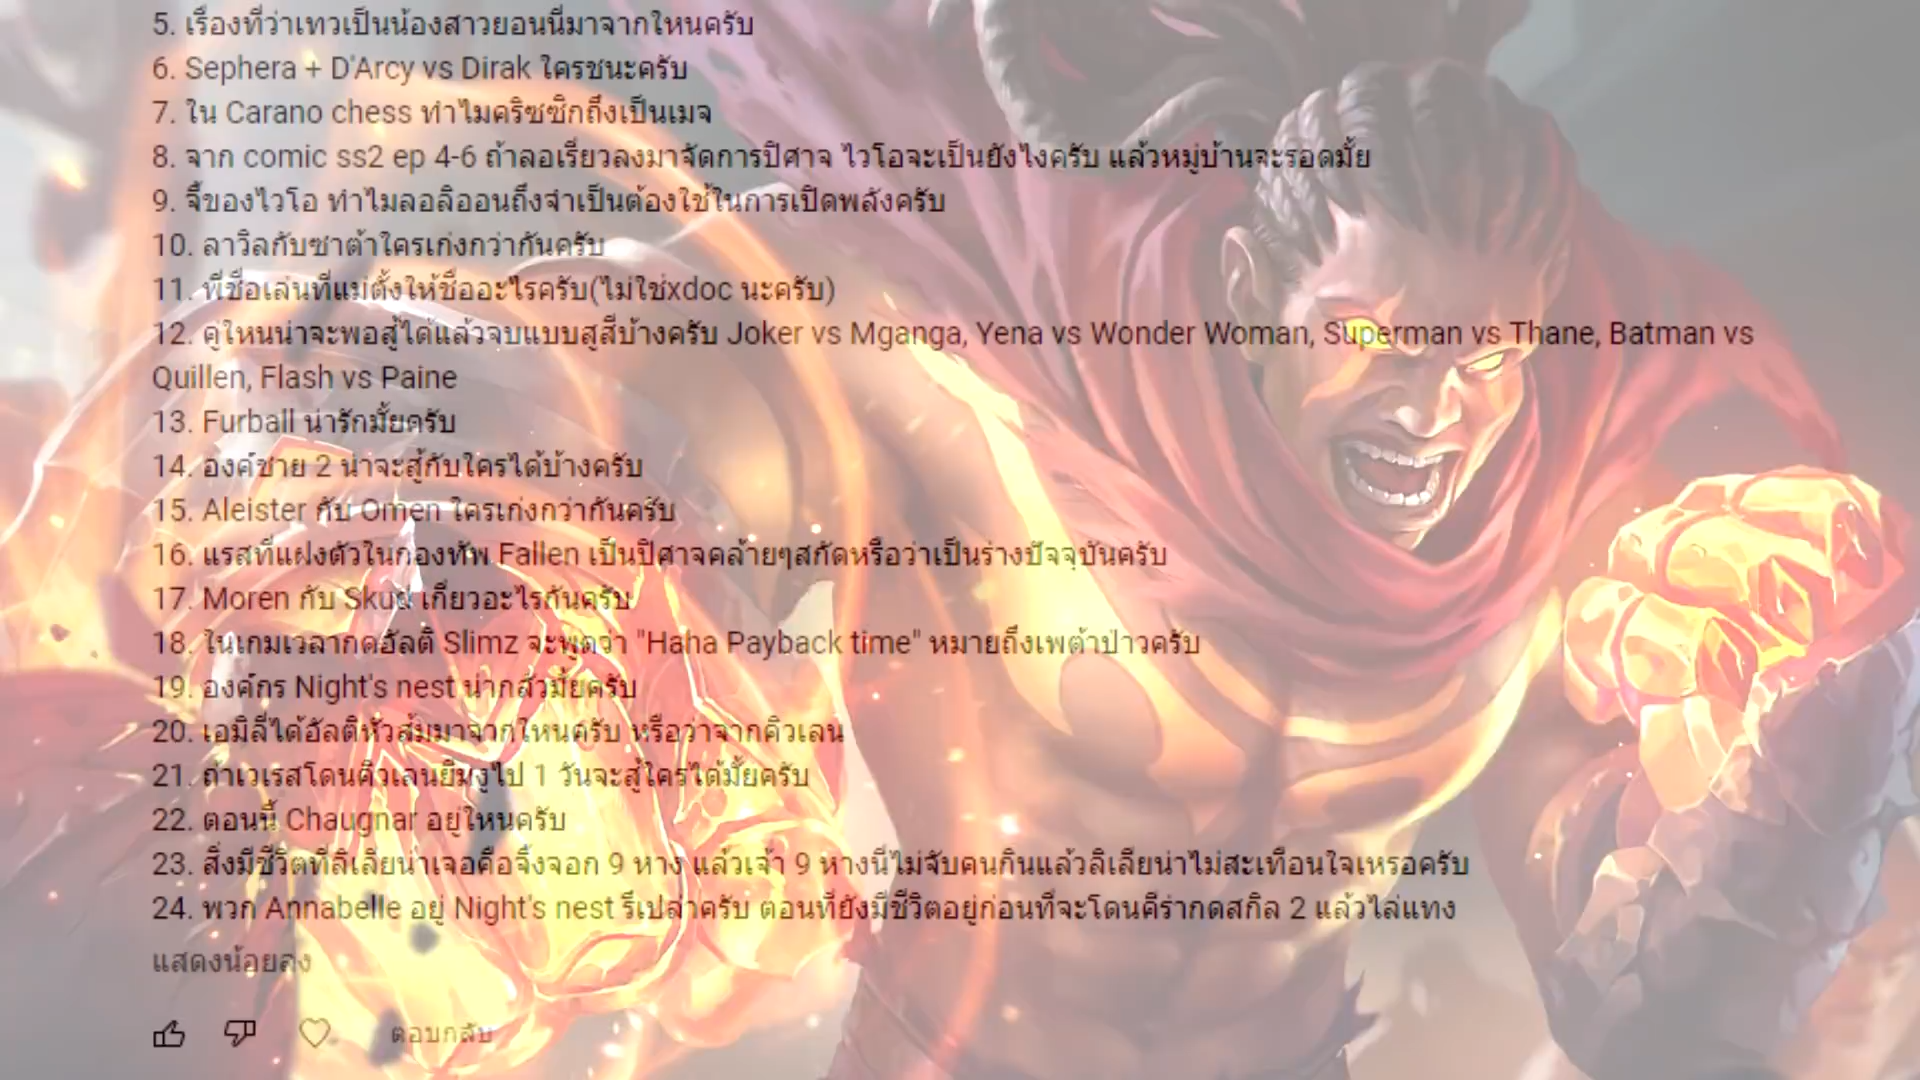 5. เรื่องที่ว่าเทวเป็นน้องสาวยอนนี่มาจากใหนครับ
6. Sephera + D'Arcy vs Dirak ใครชนะครับ
7. ใน Carano chess ทำไมคริซซิกถึงเป็นเมจ
8. จาก comic ss2 ep 4-6 ถ้าลอเรี่ยวลงมาจัดการปิศาจ ไวโอจะเป็นยังไงครับ แล้วหมู่บ้านจะรอดมั้ย
9. จี้ของไวโอ ทำไมลอลิออนถึงจำเป็นต้องใช้ในการเปิดพลังครับ
10. ลาวิลกับซาต้าใครเก่งกว่ากันครับ
11. พี่ชื่อเล่นที่แม่ตั้งให้ชื่ออะไรครับ(ไม่ใช่xdoc นะครับ)
12. คู่ใหนน่าจะพอสู้ได้แล้วจบแบบสูสีบ้างครับ Joker vs Mganga, Yena vs Wonder Woman, Superman vs Thane, Batman vs
Quillen, Flash vs Paine
13. Furball น่ารักมั้ยครับ
14. องค์ชาย 2 น่าจะสู้กับใครได้บ้างครับ
15. Aleister กับ Omen ใครเก่งกว่ากันครับ
16. แรสที่แฝงตัวในกองทัพ Fallen เป็นปิศาจคล้ายๆสกัดหรือว่าเป็นร่างปัจจุบันครับ
17. Moren กับ Skud เกี่ยวอะไรกันครับ
18. ในเกมเวลากดอัลติ Slimz จะพูดว่า "Haha Payback time" หมายถึงเพต้าป่าวครับ
19. องค์กร Night's nest น่ากลัวมั้ยครับ
20. เอมิลี่ได้อัลติหัวส้มมาจากใหนครับ หรือว่าจากคิวเลน
21. ถ้าเวเรสโดนคิวเลนยิมงูไป 1 วันจะสู้ใครได้มั้ยครับ
22. ตอนนี้ Chaugnar อยู่ใหนครับ
23. สิ่งมีชีวิตที่ลิเลียน่าเจอคือจิ้งจอก 9 หาง แล้วเจ้า 9 หางนี่ไม่จับคนกินแล้วลิเลียน่าไม่สะเทือนใจเหรอครับ
24. พวก Annabelle อยู่ Night's nest รึเปล่าครับ ตอนที่ยังมีชีวิตอยู่ก่อนที่จะโดนคีร่ากดสกิล 2 แล้วไล่แทง
แสดงน้อยลง
ตอบกลับ